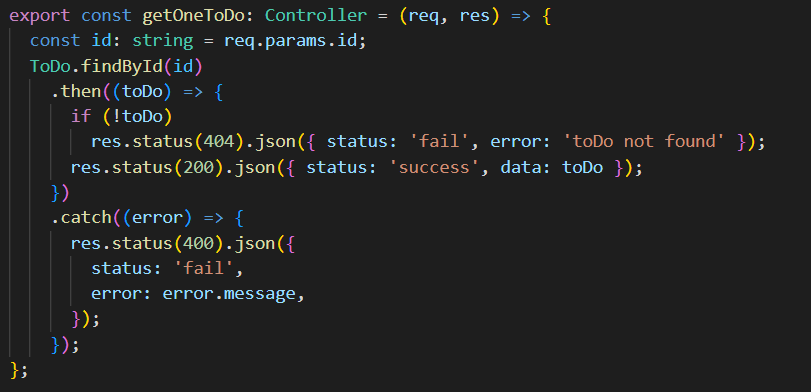 export const getOneToDo: Controller = (req, res) => {
  const id: string = req.params.id;
  ToDo.findById(id)
    .then((toDo) => {
      if (!toDo)
        res.status(404).json({ status: 'fail', error: 'toDo not found' });
      res.status(200).json({ status: 'success', data: toDo });
    })
    .catch((error) => {
      res.status(400).json({
        status: 'fail',
        error: error.message,
      });
    });
};